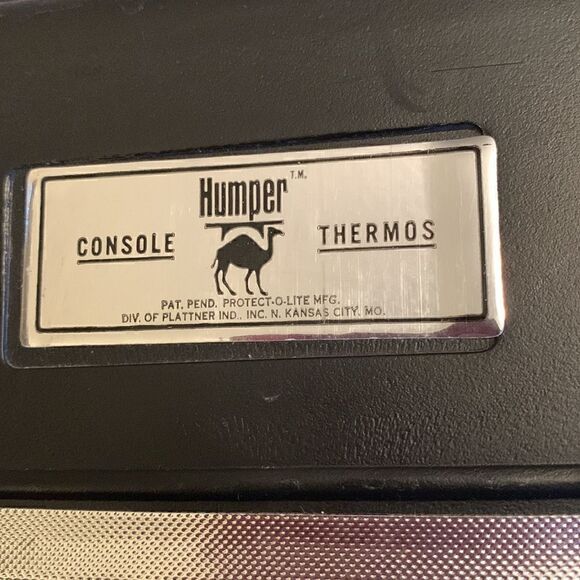 Humper T.M.
CONSOLE THERMOS
PAT. PEND. PROTECT-O-LITE MFG.
DIV. OF PLATTNER IND., INC. N. KANSAS CITY, MO.